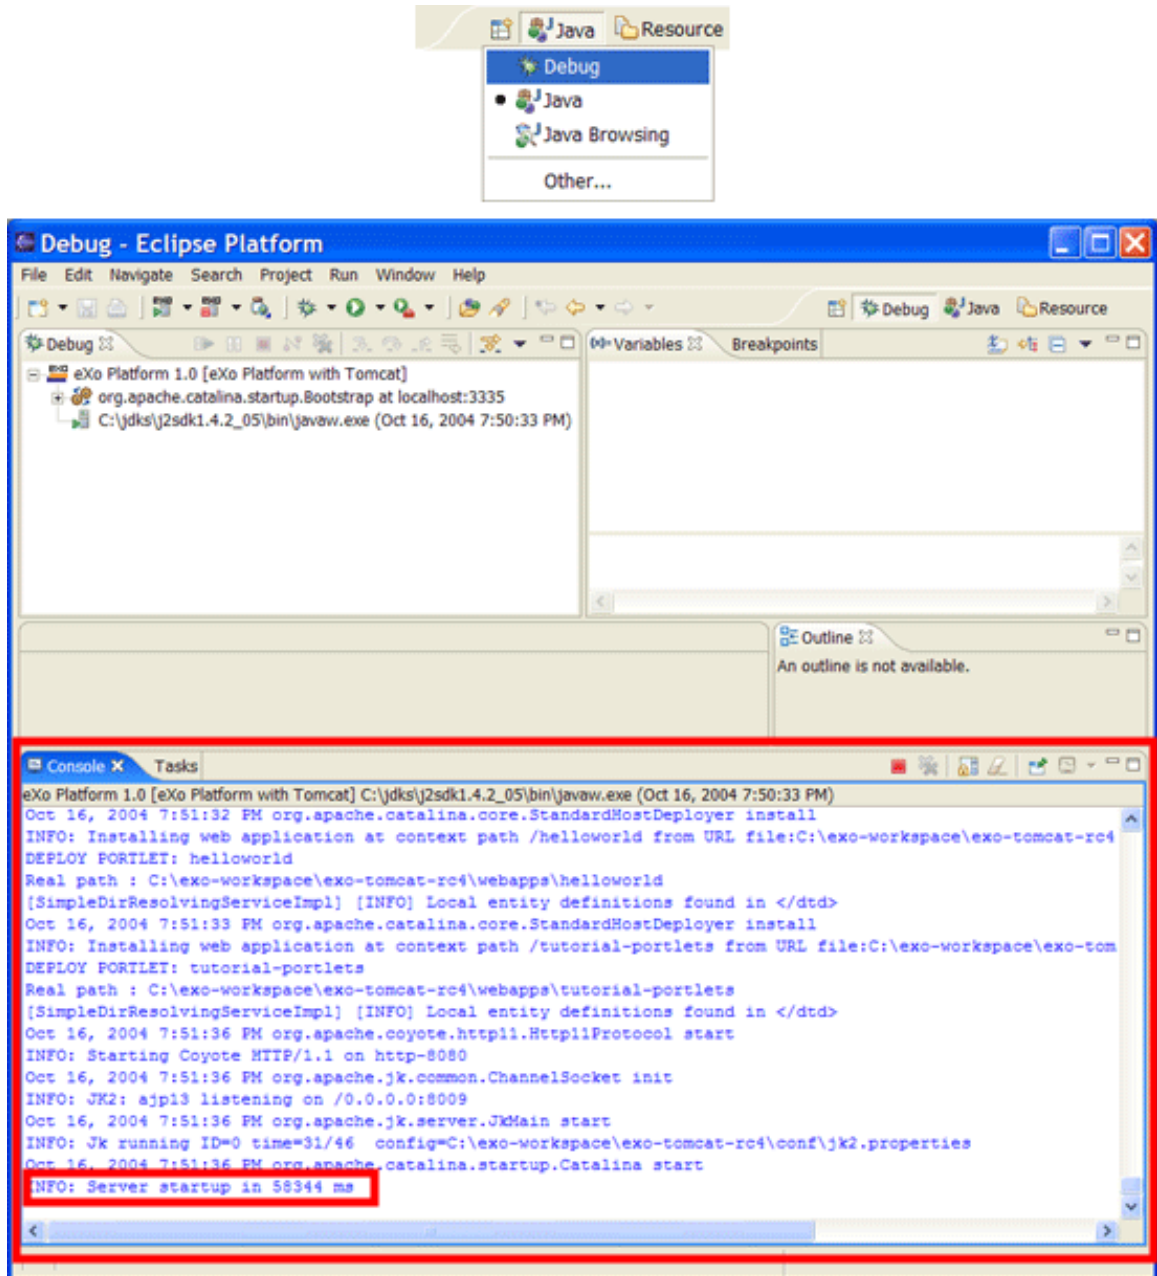 Java Resource
Debug
Java
Java Browsing
Other...
Debug - Eclipse Platform
File Edit Navigate Search Project Run Window Help
Debug Java Resource
Debug
eXo Platform 1.0 [eXo Platform with Tomcat]
org.apache.catalina.startup.Bootstrap at localhost:3335
C:\jdks\j2sdk1.4.2_05\bin\javaw.exe (Oct 16, 2004 7:50:33 PM)
Variables Breakpoints
Outline
An outline is not available.
Console Tasks
eXo Platform 1.0 [eXo Platform with Tomcat] C:\jdks\j2sdk1.4.2_05\bin\javaw.exe (Oct 16, 2004 7:50:33 PM)
Oct 16, 2004 7:51:32 PM org.apache.catalina.core.StandardHostDeployer install
INFO: Installing web application at context path /helloworld from URL file:C:\exo-workspace\exo-tomcat-rc4
DEPLOY PORTLET: helloworld
Real path : C:\exo-workspace\exo-tomcat-rc4\webapps\helloworld
[SimpleDirResolvingServiceImpl] [INFO] Local entity definitions found in </dtd>
Oct 16, 2004 7:51:33 PM org.apache.catalina.core.StandardHostDeployer install
INFO: Installing web application at context path /tutorial-portlets from URL file:C:\exo-workspace\exo-tom
DEPLOY PORTLET: tutorial-portlets
Real path : C:\exo-workspace\exo-tomcat-rc4\webapps\tutorial-portlets
[SimpleDirResolvingServiceImpl] [INFO] Local entity definitions found in </dtd>
Oct 16, 2004 7:51:36 PM org.apache.coyote.http11.Http11Protocol start
INFO: Starting Coyote HTTP/1.1 on http-8080
Oct 16, 2004 7:51:36 PM org.apache.jk.common.ChannelSocket init
INFO: JK2: ajp13 listening on /0.0.0.0:8009
Oct 16, 2004 7:51:36 PM org.apache.jk.server.JkMain start
INFO: Jk running ID=0 time=31/46 config=C:\exo-workspace\exo-tomcat-rc4\conf\jk2.properties
Oct 16, 2004 7:51:36 PM org.apache.catalina.startup.Catalina start
INFO: Server startup in 58344 ms